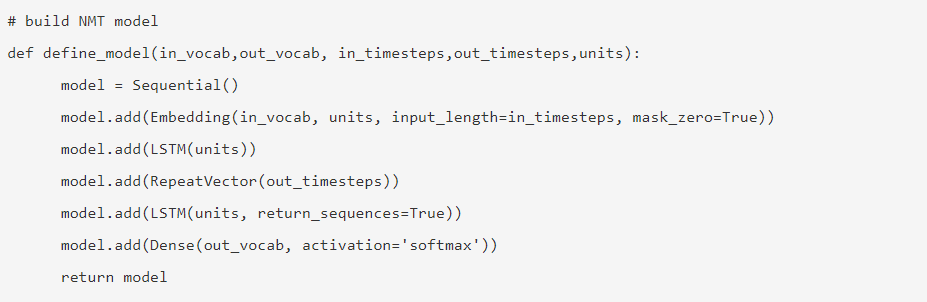 # build NMT model
def define_model(in_vocab,out_vocab, in_timesteps,out_timesteps,units):
      model = Sequential()
      model.add(Embedding(in_vocab, units, input_length=in_timesteps, mask_zero=True))
      model.add(LSTM(units))
      model.add(RepeatVector(out_timesteps))
      model.add(LSTM(units, return_sequences=True))
      model.add(Dense(out_vocab, activation='softmax'))
      return model